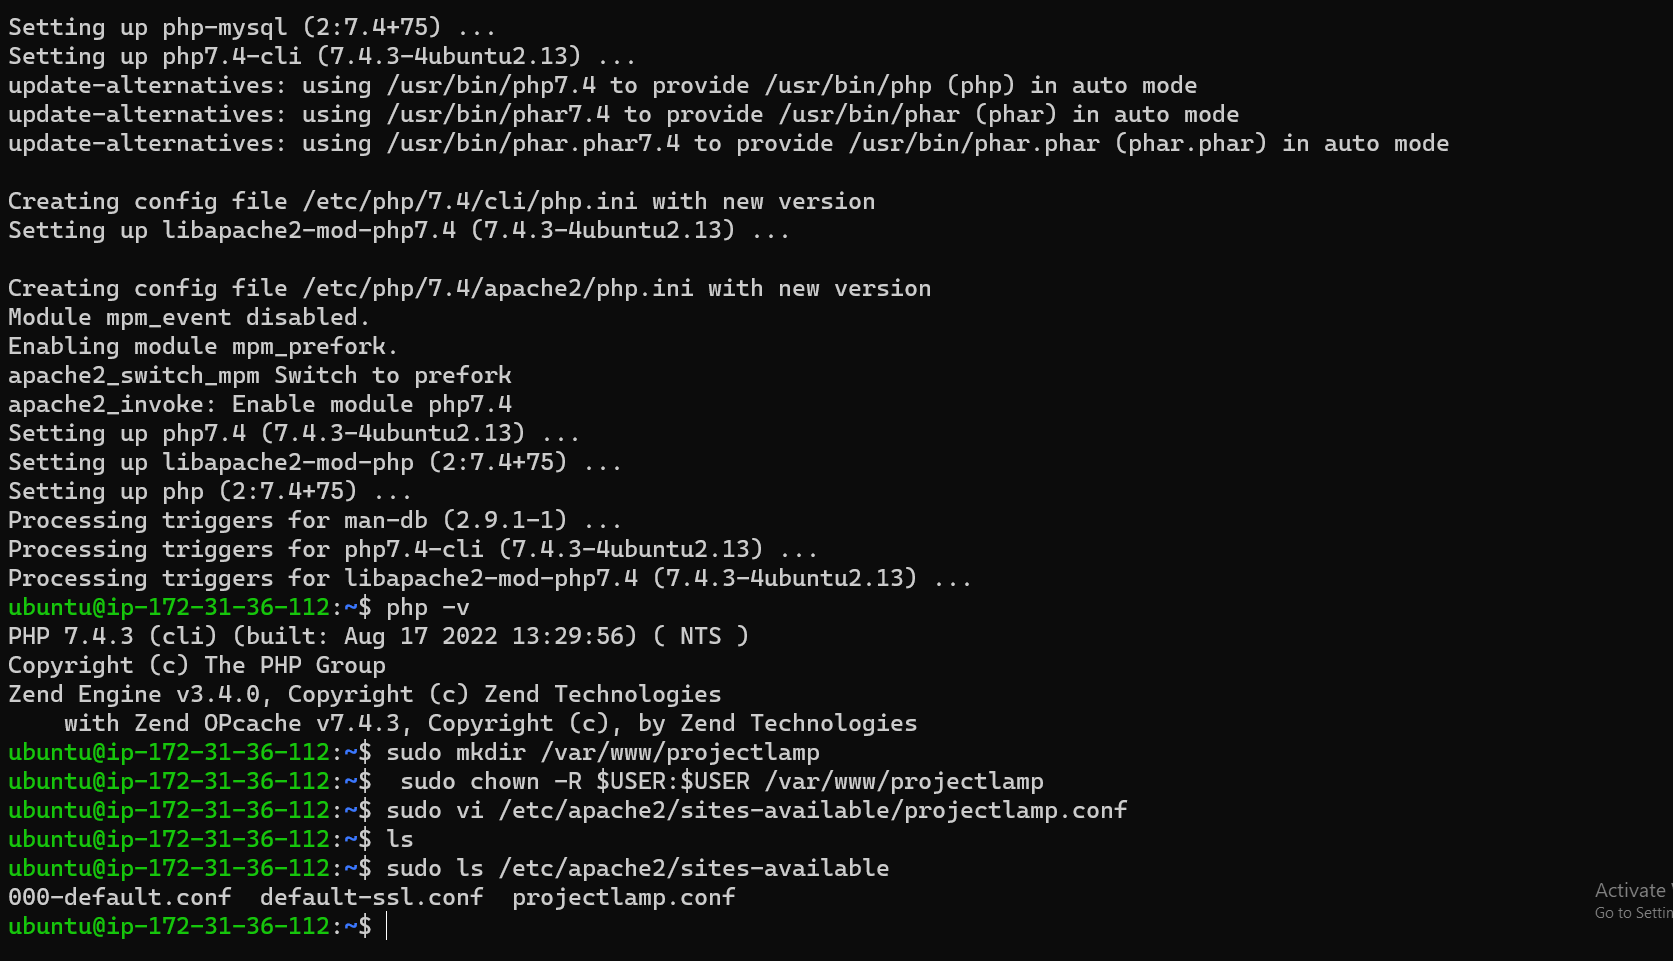 Setting up php-mysql (2:7.4+75) ...
Setting up php7.4-cli (7.4.3-4ubuntu2.13) ...
update-alternatives: using /usr/bin/php7.4 to provide /usr/bin/php (php) in auto mode
update-alternatives: using /usr/bin/phar7.4 to provide /usr/bin/phar (phar) in auto mode
update-alternatives: using /usr/bin/phar.phar7.4 to provide /usr/bin/phar.phar (phar.phar) in auto mode
Creating config file /etc/php/7.4/cli/php.ini with new version
Setting up libapache2-mod-php7.4 (7.4.3-4ubuntu2.13) ...
Creating config file /etc/php/7.4/apache2/php.ini with new version
Module mpm_event disabled.
Enabling module mpm_prefork.
apache2_switch_mpm Switch to prefork
apache2_invoke: Enable module php7.4
Setting up php7.4 (7.4.3-4ubuntu2.13) ...
Setting up libapache2-mod-php (2:7.4+75) ...
Setting up php (2:7.4+75) ...
Processing triggers for man-db (2.9.1-1) ...
Processing triggers for php7.4-cli (7.4.3-4ubuntu2.13) ...
Processing triggers for libapache2-mod-php7.4 (7.4.3-4ubuntu2.13) ...
ubuntu@ip-172-31-36-112:~$ php -v
PHP 7.4.3 (cli) (built: Aug 17 2022 13:29:56) ( NTS )
Copyright (c) The PHP Group
Zend Engine v3.4.0, Copyright (c) Zend Technologies
    with Zend OPcache v7.4.3, Copyright (c), by Zend Technologies
ubuntu@ip-172-31-36-112:~$ sudo mkdir /var/www/projectlamp
ubuntu@ip-172-31-36-112:~$  sudo chown -R $USER:$USER /var/www/projectlamp
ubuntu@ip-172-31-36-112:~$ sudo vi /etc/apache2/sites-available/projectlamp.conf
ubuntu@ip-172-31-36-112:~$ ls
ubuntu@ip-172-31-36-112:~$ sudo ls /etc/apache2/sites-available
000-default.conf  default-ssl.conf  projectlamp.conf
ubuntu@ip-172-31-36-112:~$
Activate
Go to